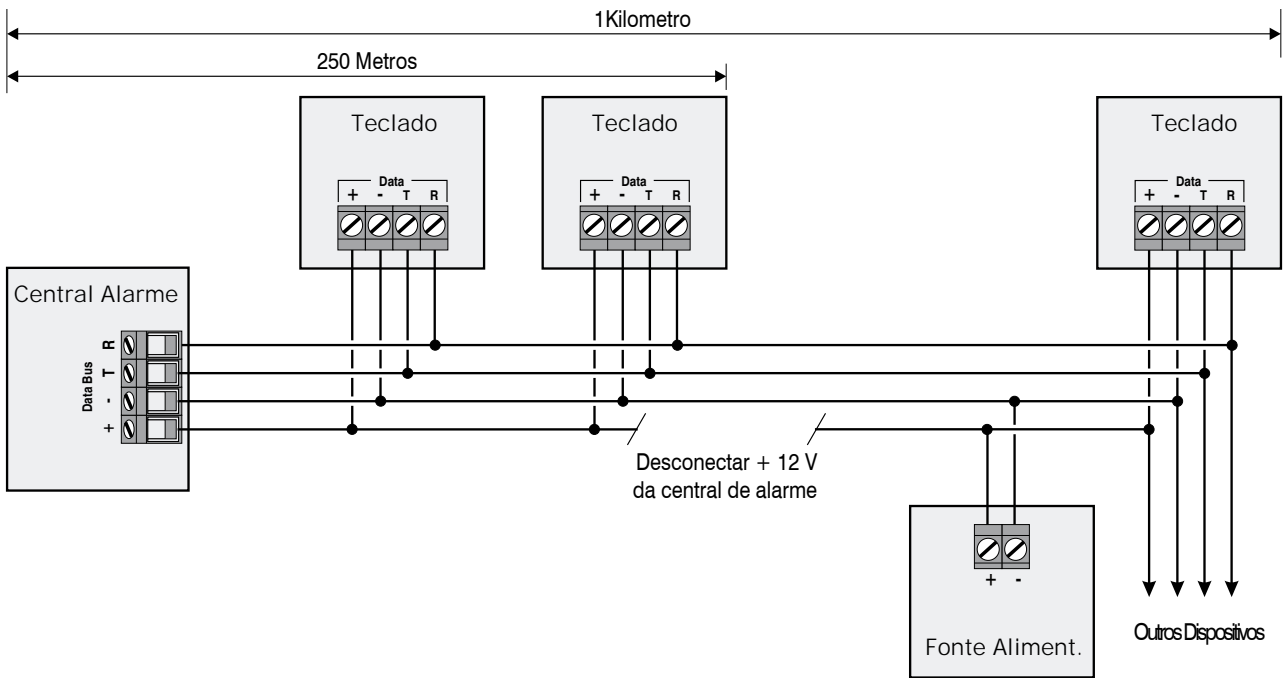 1Kilometro
250 Metros
Teclado
Data
+ - T R
Teclado
Data
+ - T R
Teclado
Data
+ - T R
Central Alarme
Data Bus
R
T
-
+
Desconectar + 12 V
da central de alarme
+ -
Fonte Aliment.
Outros Dispositivos